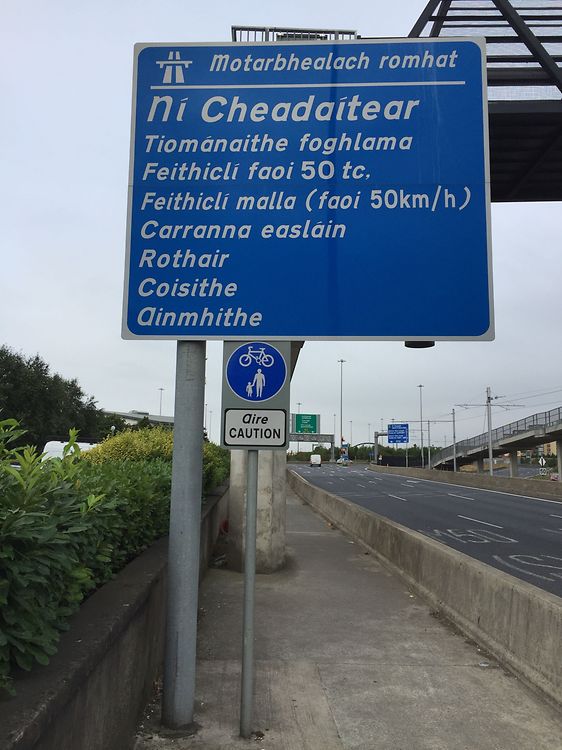 Motarbhealach romhat
Ní Cheadaítear
Tiománaithe foghlama
Feithiclí faoi 50 tc.
Feithiclí malla (faoi 50km/h)
Carranna easláin
Rothair
Coisithe
Ainmhithe
Aire
CAUTION
M50